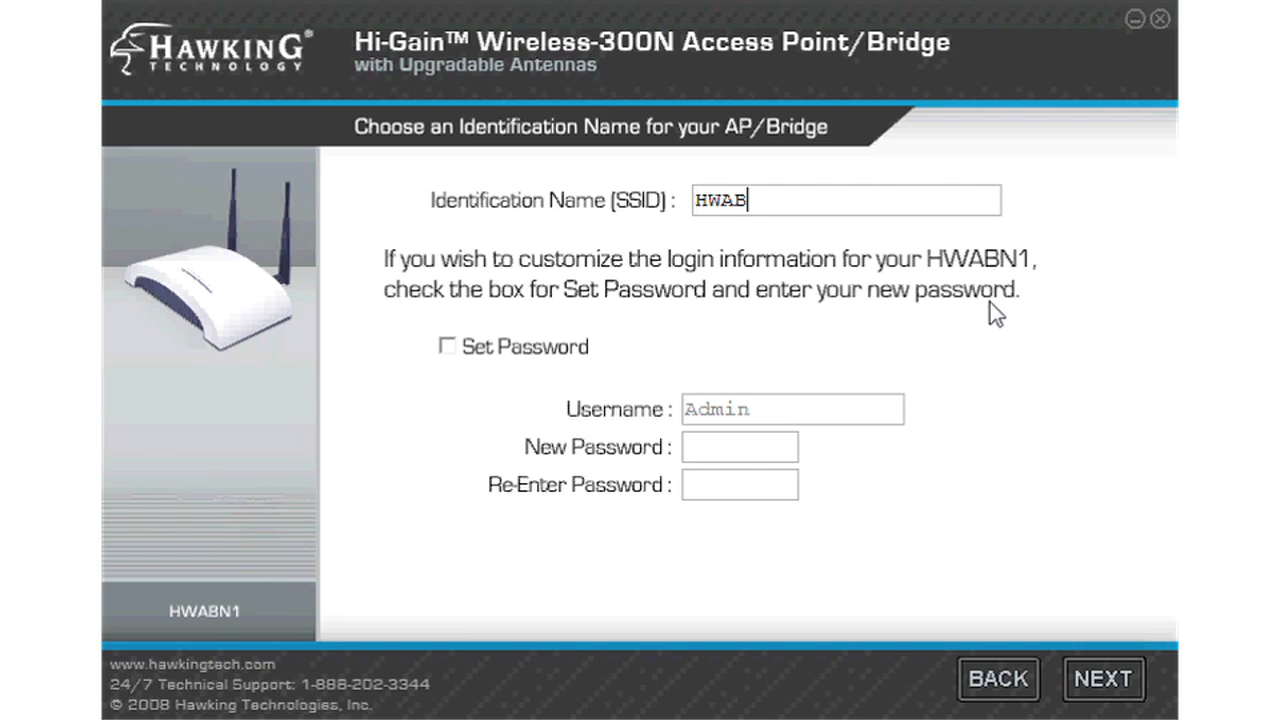 HAWKING®
TECHNOLOGY
Hi-Gain™ Wireless-300N Access Point/Bridge
with Upgradable Antennas
Choose an Identification Name for your AP/Bridge
Identification Name (SSID) : HWAB
If you wish to customize the login information for your HWABN1,
check the box for Set Password and enter your new password.
Set Password
Username : Admin
New Password :
Re-Enter Password :
HWABN1
www.hawkingtech.com
24/7 Technical Support: 1-888-202-3344
© 2008 Hawking Technologies, Inc.
BACK NEXT